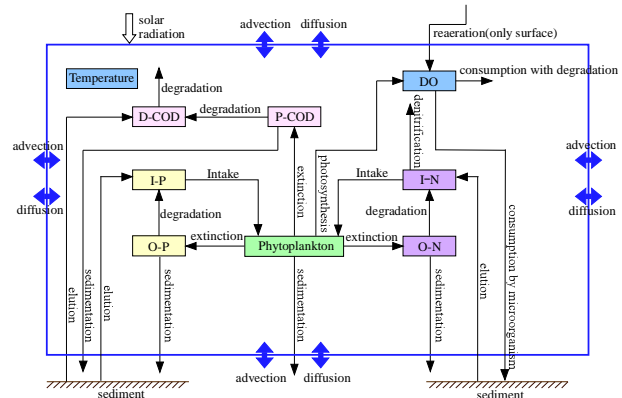 solar
radiation
advection
diffusion
reaeration(only surface)
Temperature
degradation
DO
consumption with degradation
D-COD
degradation
P-COD
denitrification
advection
diffusion
I-P
Intake
extinction
photosynthesis
Intake
I-N
advection
diffusion
degradation
degradation
O-P
extinction
Phytoplankton
extinction
O-N
elution
sedimentation
elution
sedimentation
sedimentation
sedimentation
elution
consumption by microorganism
advection
diffusion
sediment
sediment